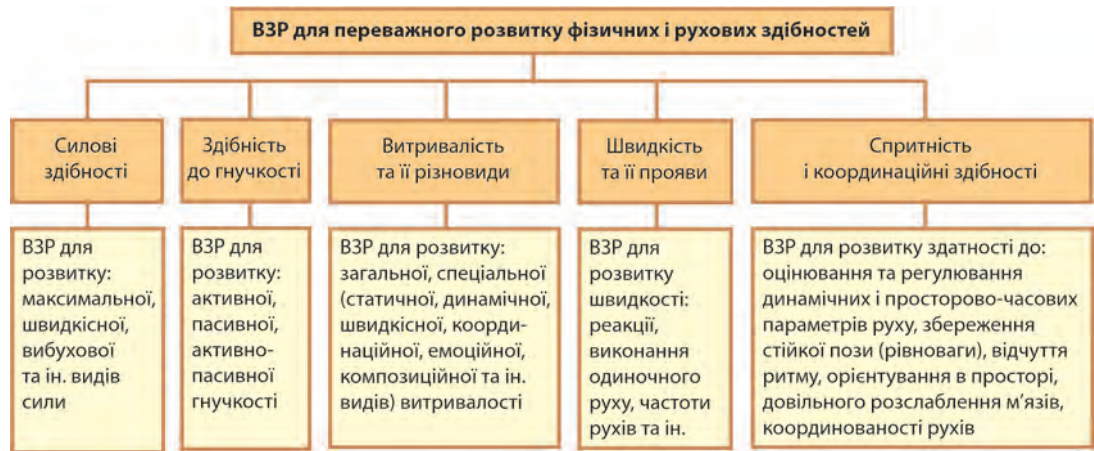 ВЗР для переважного розвитку фізичних і рухових здібностей
Силові
здібності
Здібність
до гнучкості
Витривалість
та її різновиди
Швидкість
та її прояви
Спритність
і координаційні здібності
ВЗР для
розвитку:
максимальної,
швидкісної,
вибухової
та ін. видів
сили
ВЗР для
розвитку:
активної,
пасивної,
активно-
пасивної
гнучкості
ВЗР для розвитку:
загальної, спеціальної
(статичної, динамічної,
швидкісної, коорди-
наційної, емоційної,
композиційної та ін.
видів) витривалості
ВЗР для
розвитку
швидкості:
реакції,
виконання
одиночного
руху, частоти
рухів та ін.
ВЗР для розвитку здатності до:
оцінювання та регулювання
динамічних і просторово-часових
параметрів руху, збереження
стійкої пози (рівноваги), відчуття
ритму, орієнтування в просторі,
довільного розслаблення м’язів,
координованості рухів